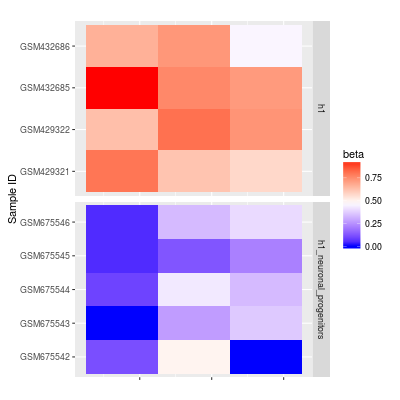 GSM432686
GSM432685
GSM429322
GSM429321
h1
GSM675546
GSM675545
GSM675544
GSM675543
GSM675542
h1_neuronal_progenitors
Sample ID
beta
0.75
0.50
0.25
0.00